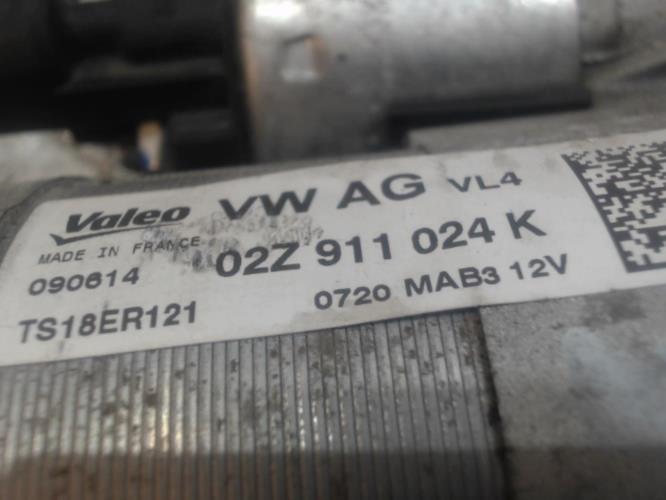 Valeo VW AG VL4
MADE IN FRANCE 02Z 911 024 K
090614
TS18ER121 0720 MAB3 12V